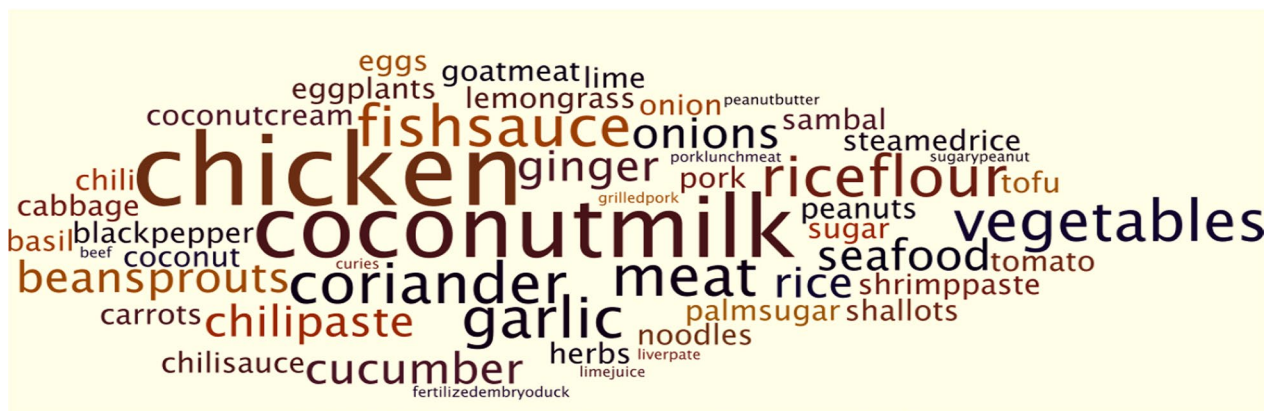 eggs
goatmeat lime
eggplants
lemongrass onion peanutbutter
coconutcream fishsauce onions sambal
steamedrice
chicken ginger porklunchmeat sugarypeanut
chili pork riceflour tofu
cabbage grilledpork peanuts
coconutmilk vegetables
basil blackpepper sugar
beef coconut curies seafood tomato
beansprouts coriander meat rice shrimppaste
carrots chilipaste garlic palmsugar shallots
noodles
chilisauce cucumber herbs liverpate
limejuice
fertilizedembryoduck